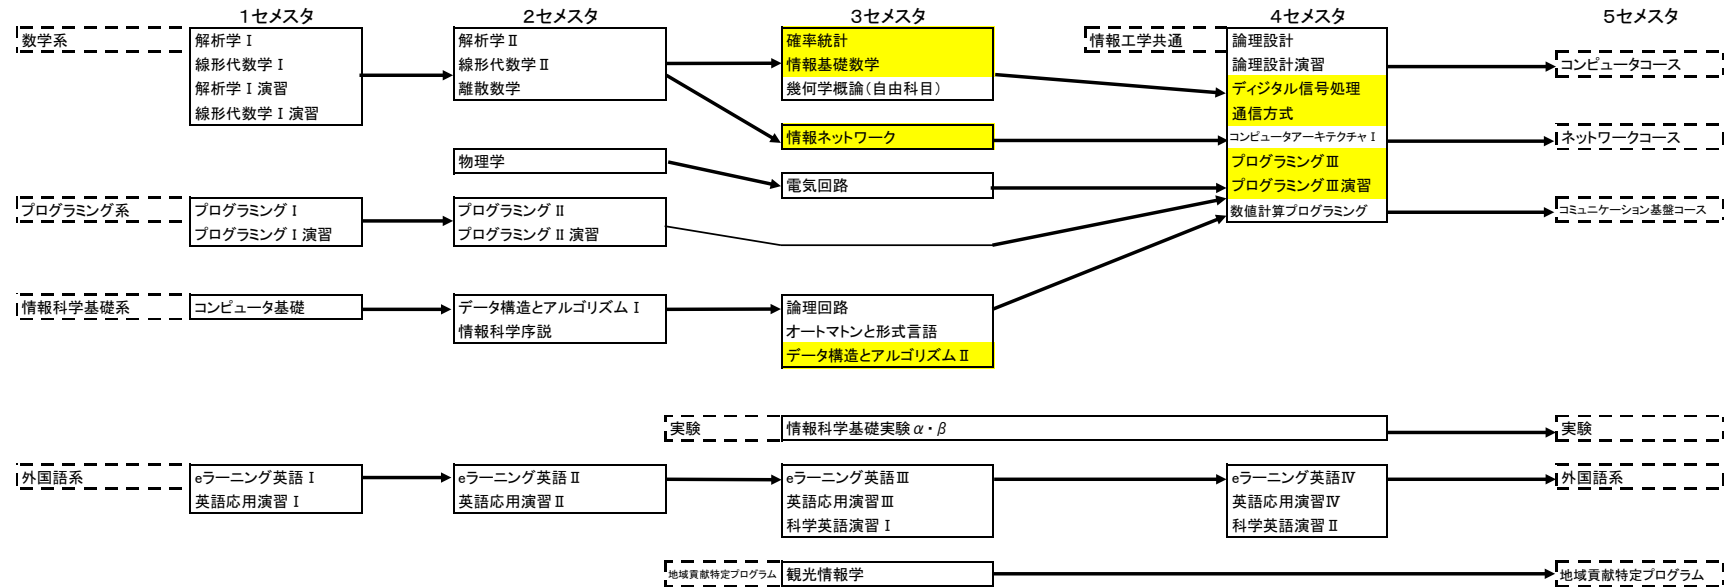 1セメスタ
2セメスタ
3セメスタ
4セメスタ
5セメスタ
数学系
解析学Ⅰ
線形代数学Ⅰ
解析学Ⅰ演習
線形代数学Ⅰ演習
解析学Ⅱ
線形代数学Ⅱ
離散数学
確率統計
情報基礎数学
幾何学概論(自由科目)
情報ネットワーク
物理学
電気回路
情報工学共通
論理設計
論理設計演習
ディジタル信号処理
通信方式
コンピュータアーキテクチャⅠ
プログラミングⅢ
プログラミングⅢ演習
数値計算プログラミング
コンピュータコース
ネットワークコース
コミュニケーション基盤コース
プログラミング系
プログラミングⅠ
プログラミングⅠ演習
プログラミングⅡ
プログラミングⅡ演習
情報科学基礎系
コンピュータ基礎
データ構造とアルゴリズムⅠ
情報科学序説
論理回路
オートマトンと形式言語
データ構造とアルゴリズムⅡ
実験
情報科学基礎実験α・β
実験
外国語系
eラーニング英語Ⅰ
英語応用演習Ⅰ
eラーニング英語Ⅱ
英語応用演習Ⅱ
eラーニング英語Ⅲ
英語応用演習Ⅲ
科学英語演習Ⅰ
eラーニング英語Ⅳ
英語応用演習Ⅳ
科学英語演習Ⅱ
外国語系
地域貢献特定プログラム
観光情報学
地域貢献特定プログラム